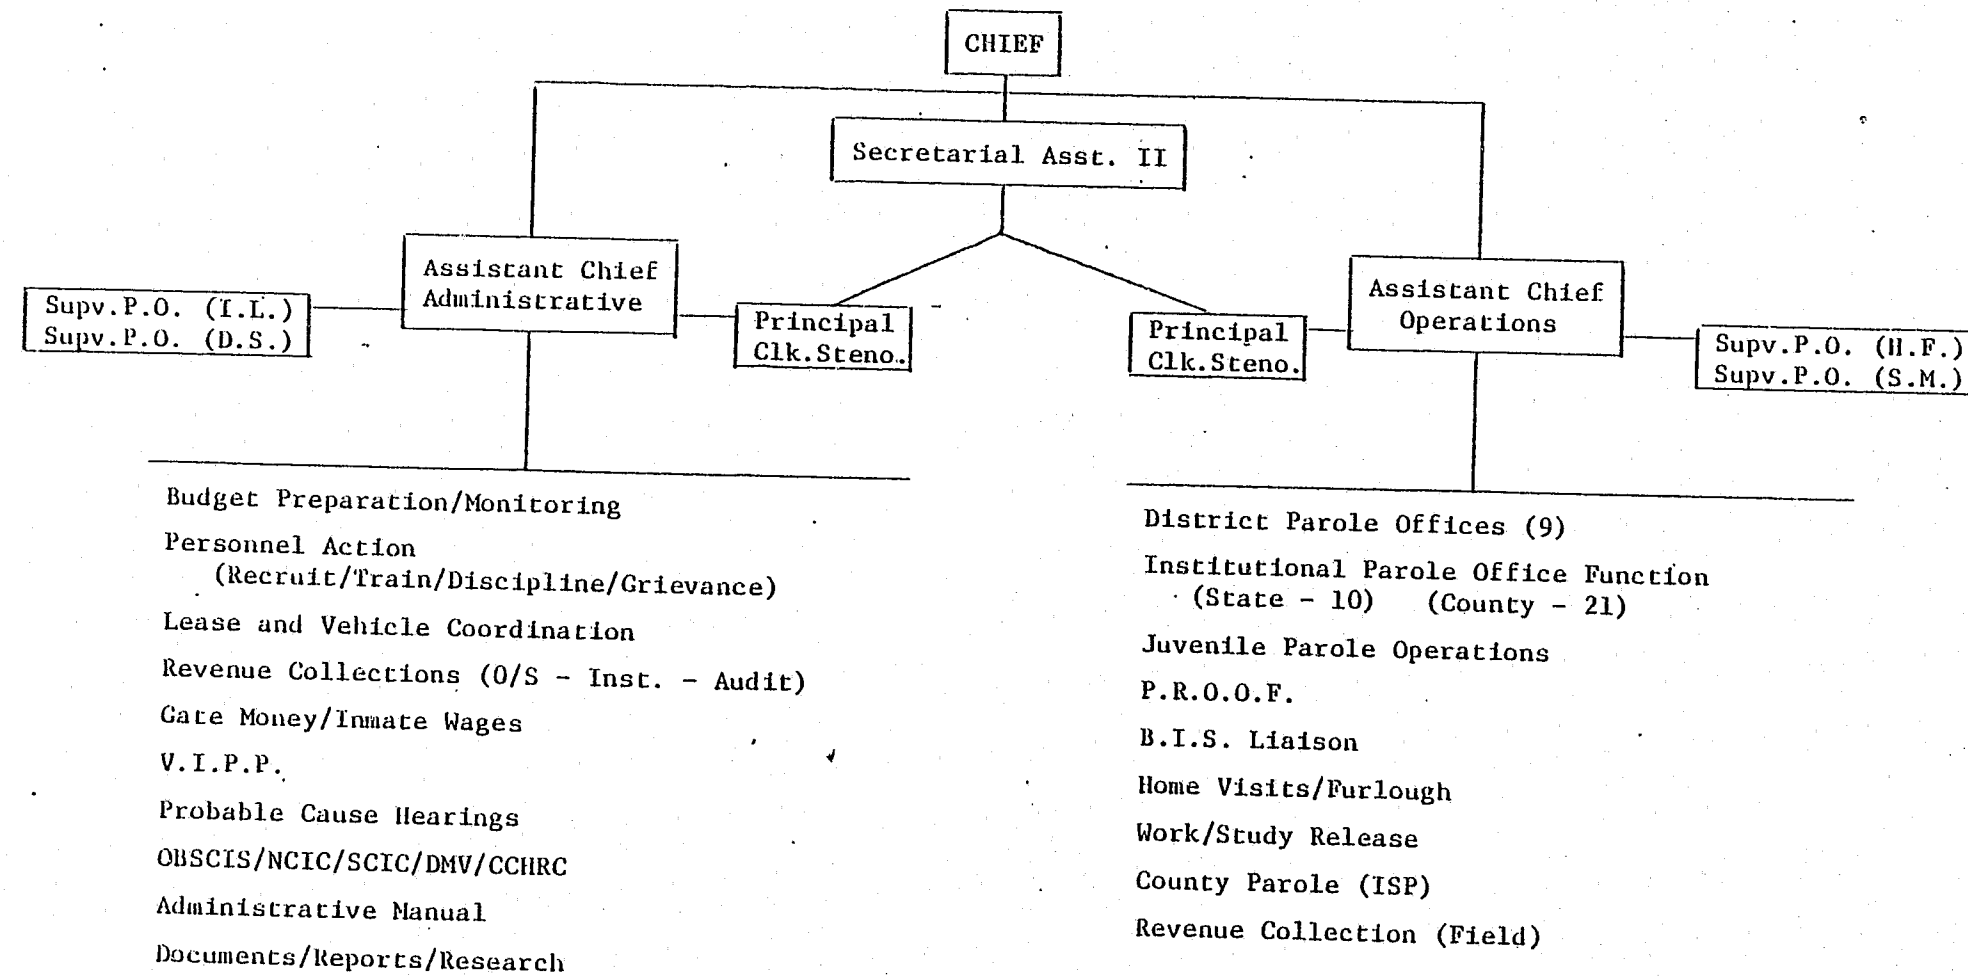 CHIEF
Secretarial Asst. II
Assistant Chief
Administrative
Supv.P.O. (I.L.)
Supv.P.O. (D.S.)
Principal
Clk.Steno.
Principal
Clk.Steno.
Assistant Chief
Operations
Supv.P.O. (H.F.)
Supv.P.O. (S.M.)
Budget Preparation/Monitoring
Personnel Action
(Recruit/Train/Discipline/Grievance)
Lease and Vehicle Coordination
Revenue Collections (O/S - Inst. - Audit)
Gate Money/Inmate Wages
V.I.P.P.
Probable Cause Hearings
OBSCIS/NCIC/SCIC/DMV/CCHRC
Administrative Manual
Documents/Reports/Research
District Parole Offices (9)
Institutional Parole Office Function
(State - 10) (County - 21)
Juvenile Parole Operations
P.R.O.O.F.
B.I.S. Liaison
Home Visits/Furlough
Work/Study Release
County Parole (ISP)
Revenue Collection (Field)